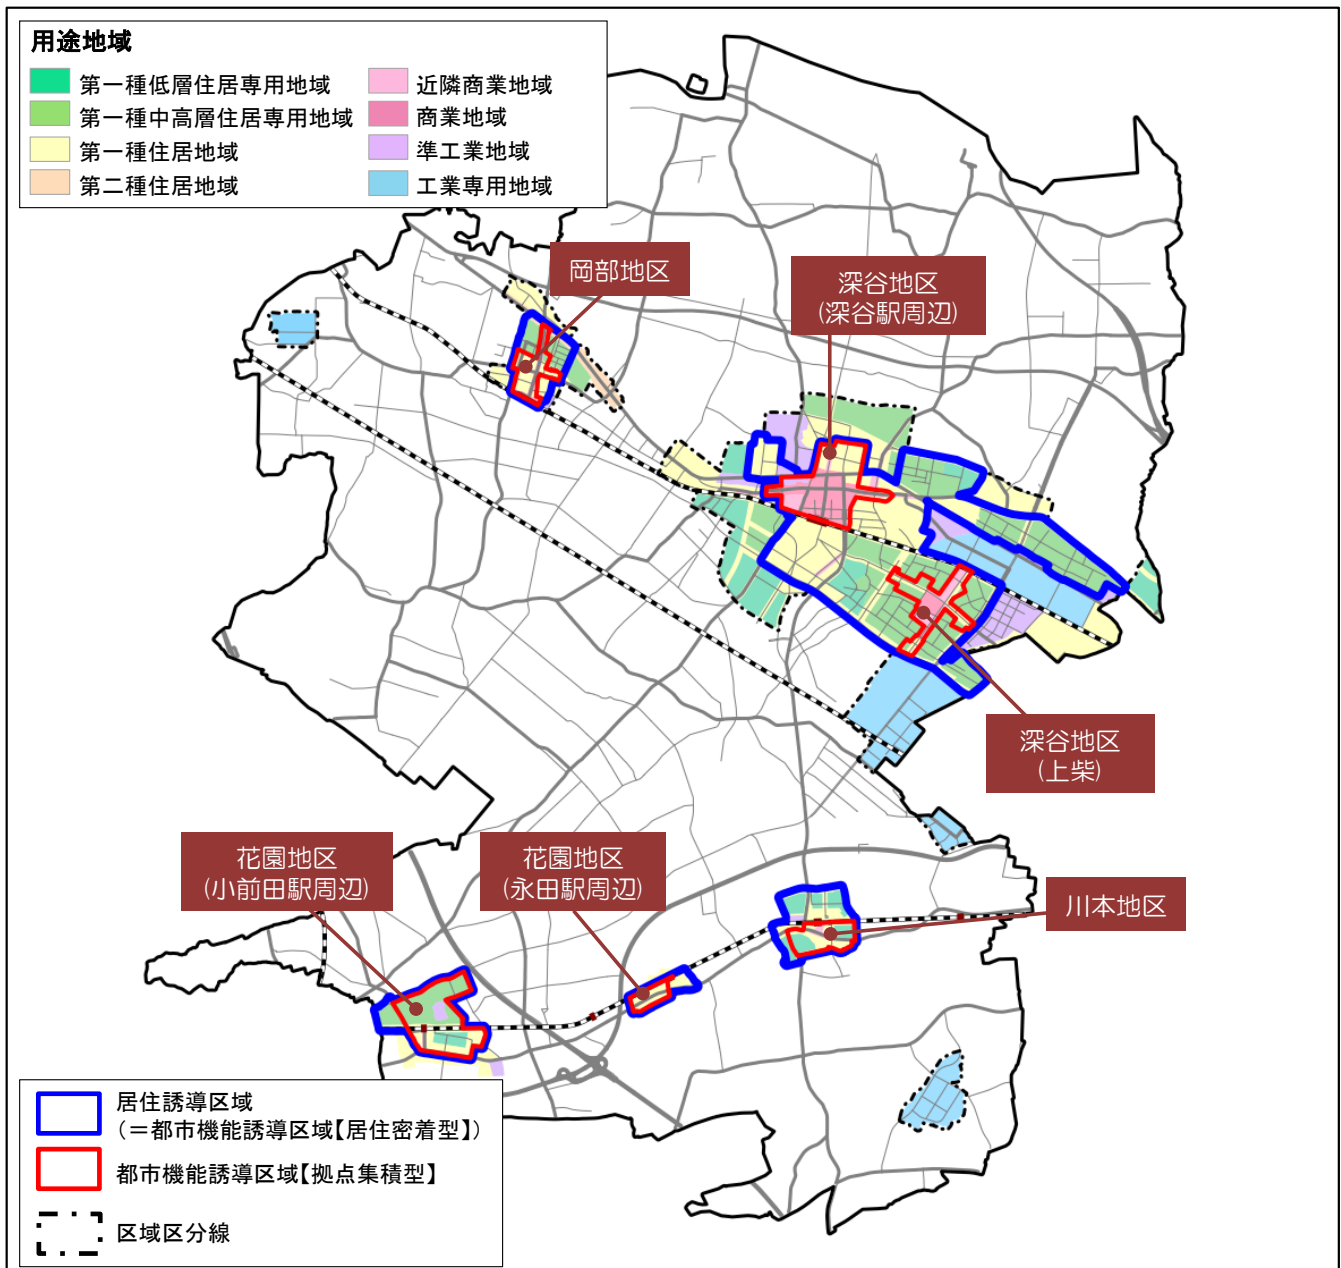 用途地域
第一種低層住居専用地域
第一種中高層住居専用地域
第一種住居地域
第二種住居地域
近隣商業地域
商業地域
準工業地域
工業専用地域
岡部地区
深谷地区
(深谷駅周辺)
深谷地区
(上柴)
花園地区
(小前田駅周辺)
花園地区
(永田駅周辺)
川本地区
居住誘導区域
(=都市機能誘導区域【居住密着型】)
都市機能誘導区域【拠点集積型】
区域区分線